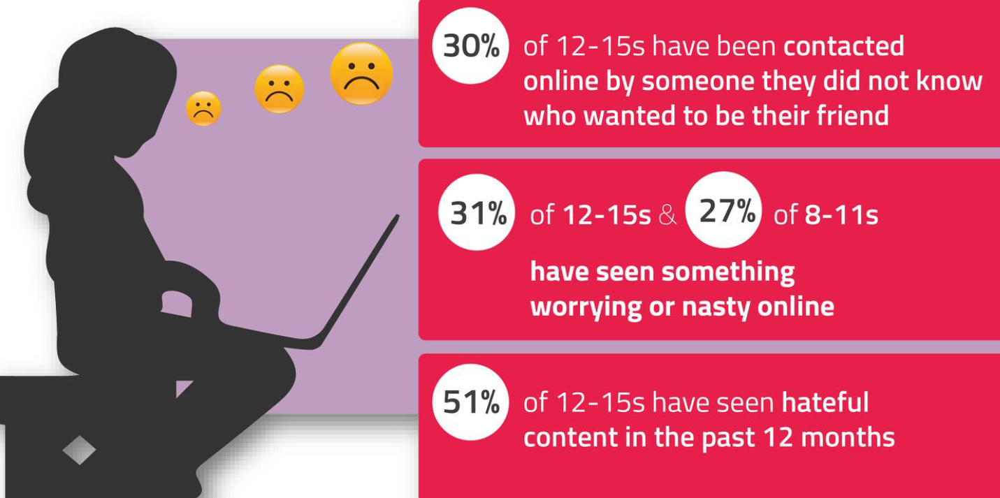 30% of 12-15s have been contacted
online by someone they did not know
who wanted to be their friend
31% of 12-15s & 27% of 8-11s
have seen something
worrying or nasty online
51% of 12-15s have seen hateful
content in the past 12 months